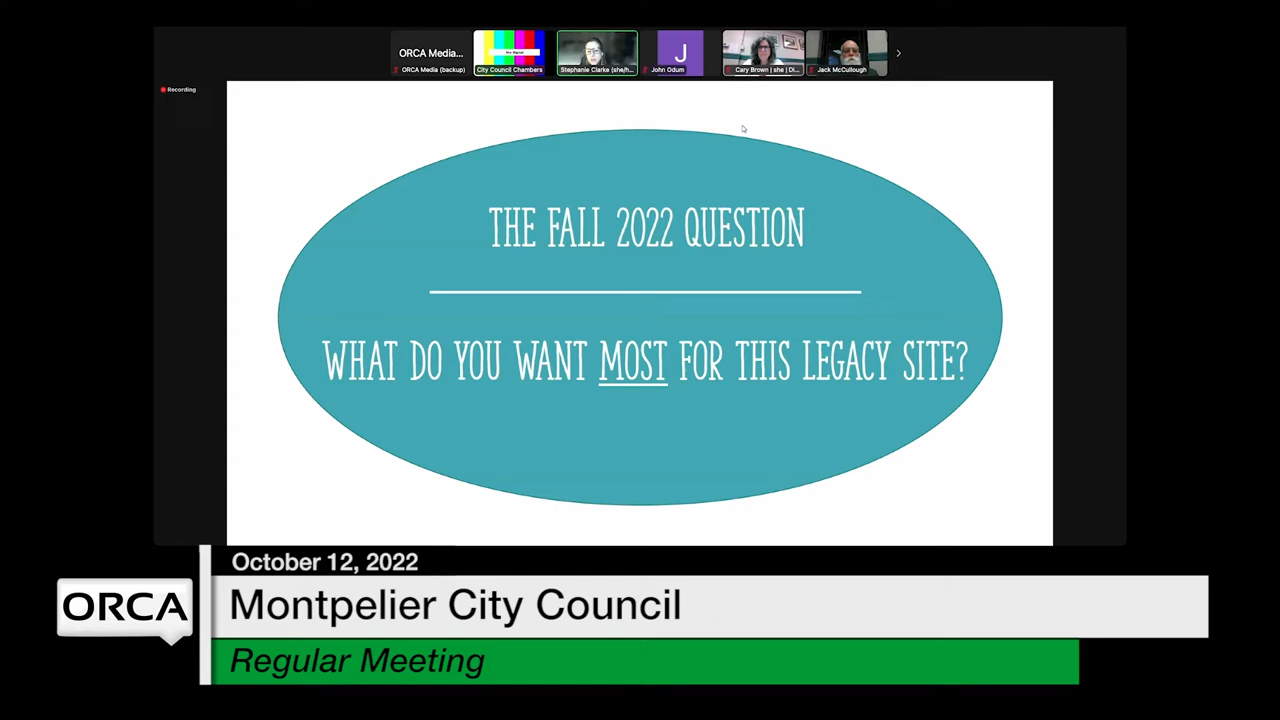 ORCA Media...
ORCA Media (backup)
City Council Chambers
Stephanie Clarke (she/h...
J
John Odum
Cary Brown | she | Di...
Jack McCullough
Recording
THE FALL 2022 QUESTION
WHAT DO YOU WANT MOST FOR THIS LEGACY SITE?
October 12, 2022
ORCA
Montpelier City Council
Regular Meeting